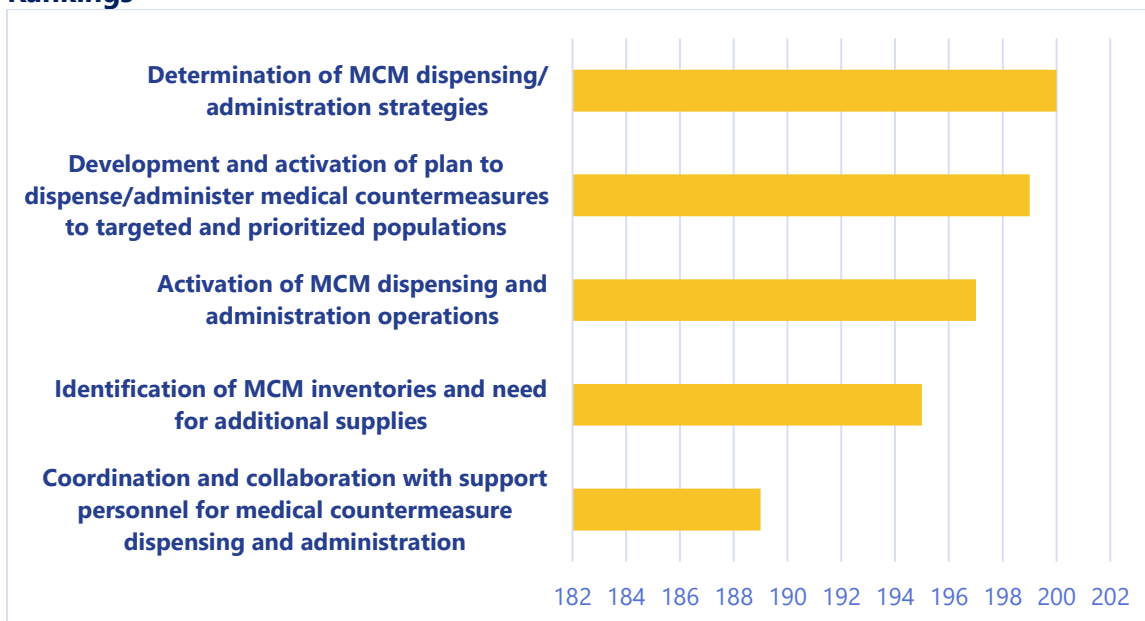 Rankings
Determination of MCM dispensing/
administration strategies
Development and activation of plan to
dispense/administer medical countermeasures
to targeted and prioritized populations
Activation of MCM dispensing and
administration operations
Identification of MCM inventories and need
for additional supplies
Coordination and collaboration with support
personnel for medical countermeasure
dispensing and administration
182 184 186 188 190 192 194 196 198 200 202